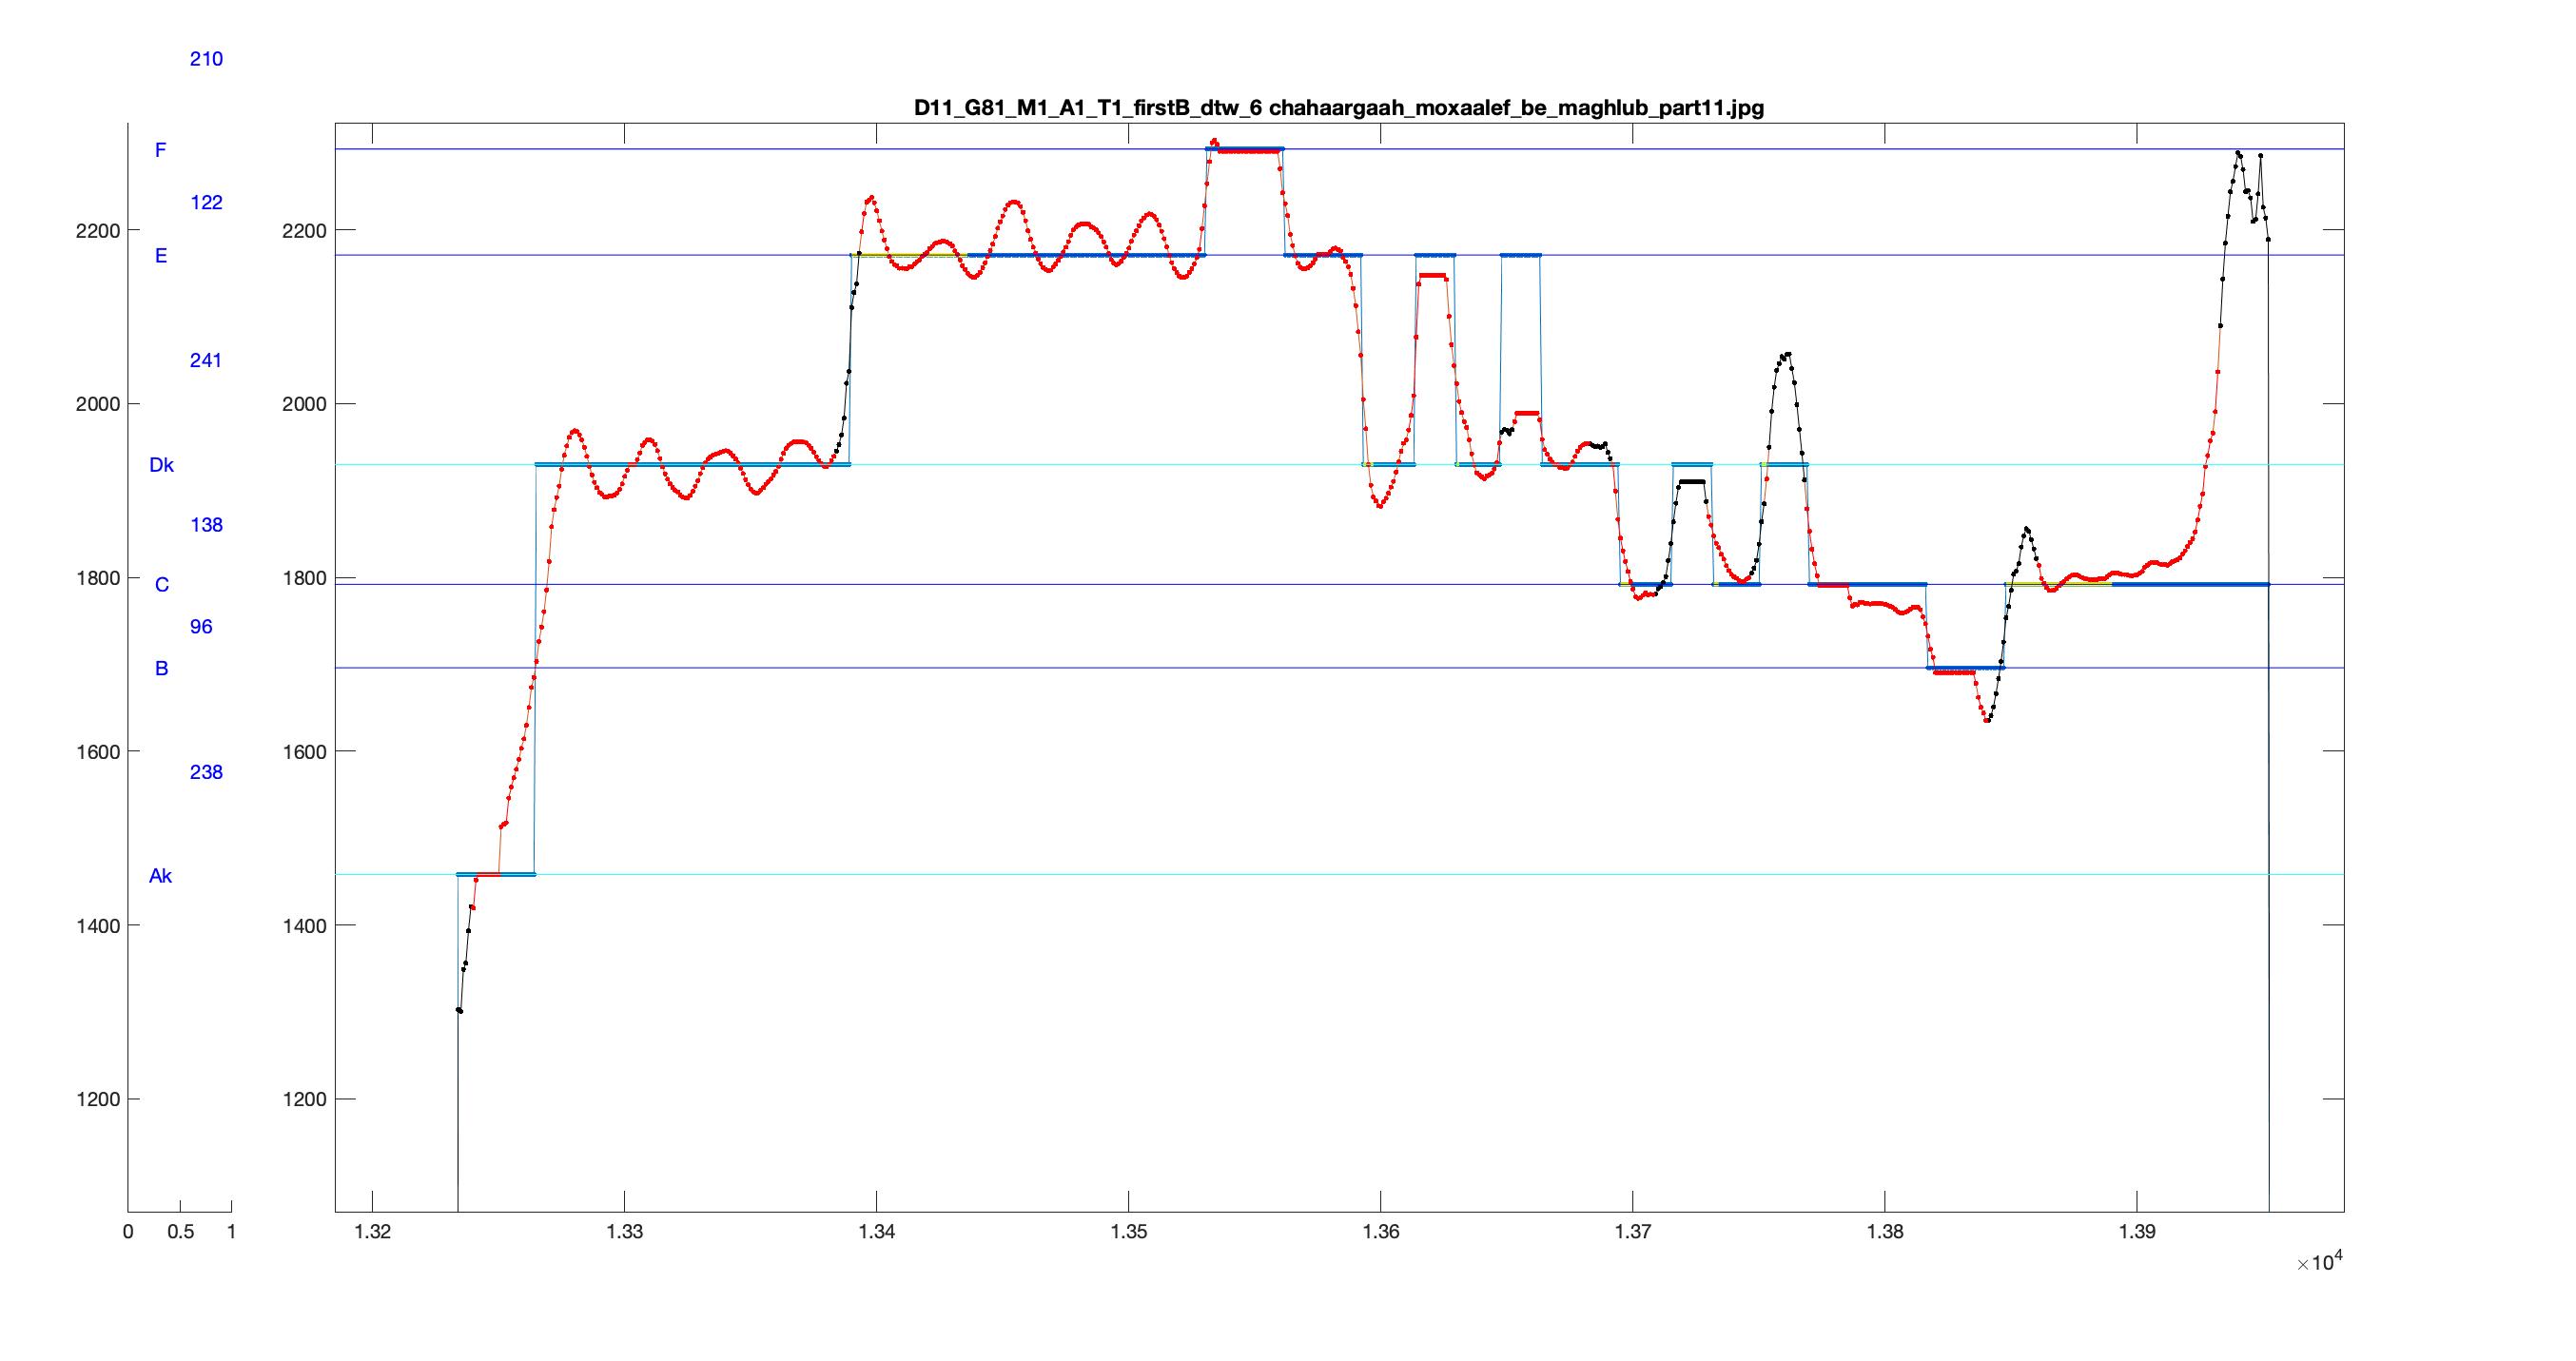 210
D11_G81_M1_A1_T1_firstB_dtw_6 chahaargaah_moxaalef_be_maghlub_part11.jpg
F
122
2200
2200
E
241
2000
2000
Dk
138
1800
1800
C
96
B
1600
1600
238
Ak
1400
1400
1200
1200
0 0.5 1
1.32 1.33 1.34 1.35 1.36 1.37 1.38 1.39
×10^4